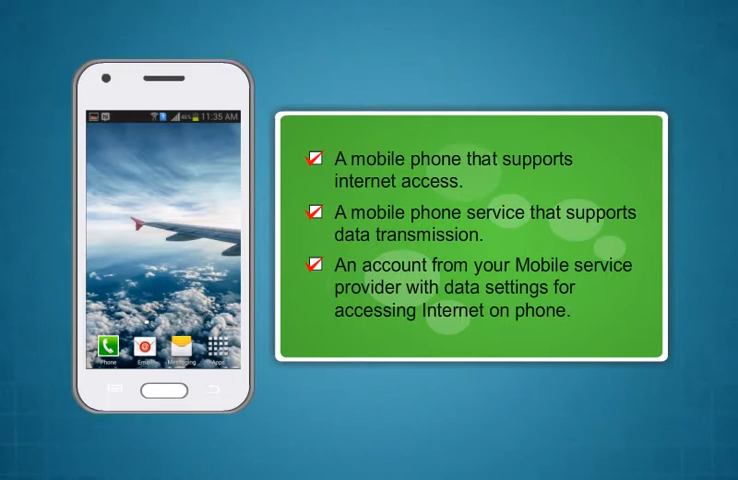 11:35 AM
A mobile phone that supports
internet access.
A mobile phone service that supports
data transmission.
An account from your Mobile service
provider with data settings for
accessing Internet on phone.
Phone Email Messaging Apps